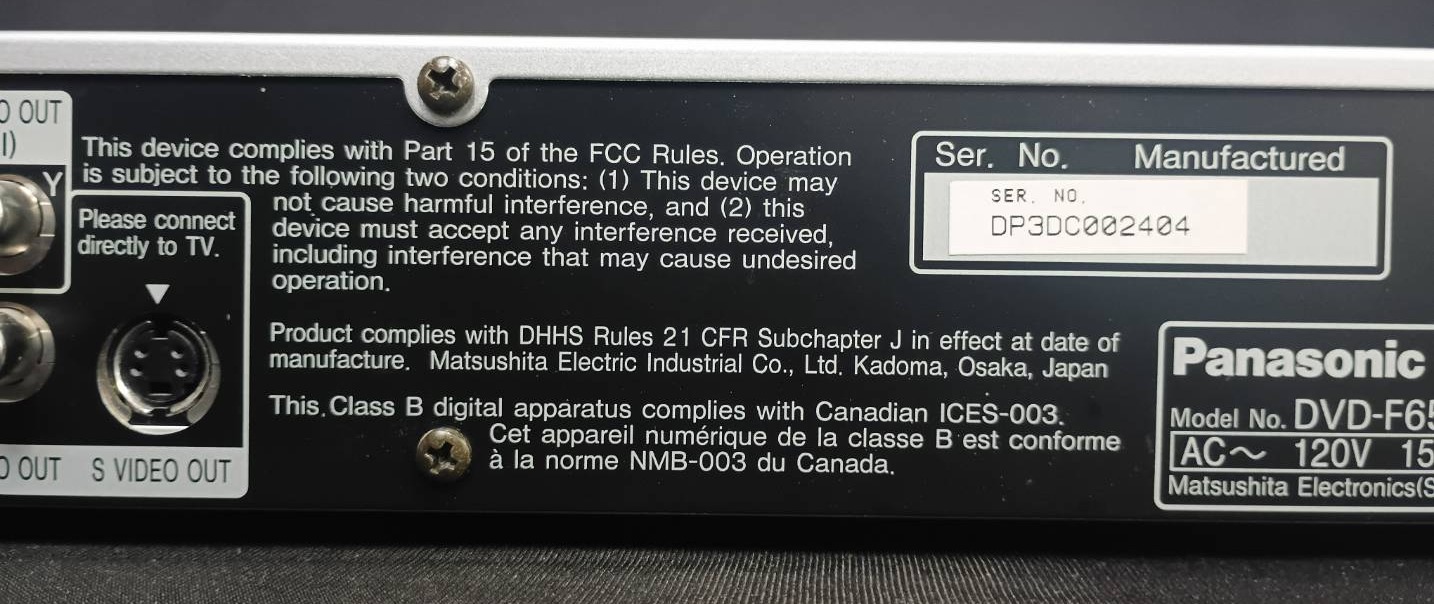 O OUT
I)
Y
Please connect
directly to TV.
O OUT S VIDEO OUT
This device complies with Part 15 of the FCC Rules. Operation
is subject to the following two conditions: (1) This device may
not cause harmful interference, and (2) this
device must accept any interference received,
including interference that may cause undesired
operation.
Product complies with DHHS Rules 21 CFR Subchapter J in effect at date of
manufacture. Matsushita Electric Industrial Co., Ltd. Kadoma, Osaka, Japan
This Class B digital apparatus complies with Canadian ICES-003.
Cet appareil numérique de la classe B est conforme
à la norme NMB-003 du Canada.
Ser. No. Manufactured
SER. NO.
DP3DC002404
Panasonic
Model No. DVD-F65
AC～ 120V 15
Matsushita Electronics(S